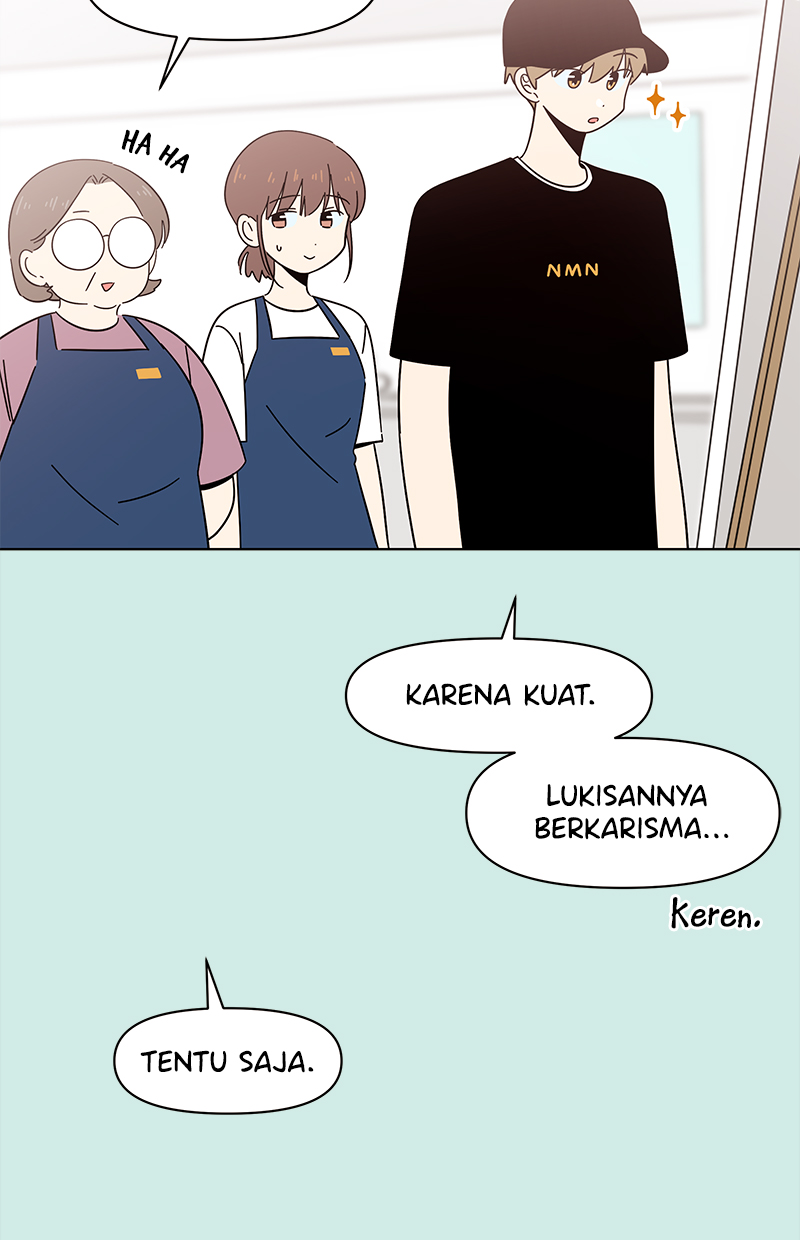 HA HA
NMN
KARENA KUAT.
LUKISANNYA
BERKARISMA...
Keren.
TENTU SAJA.